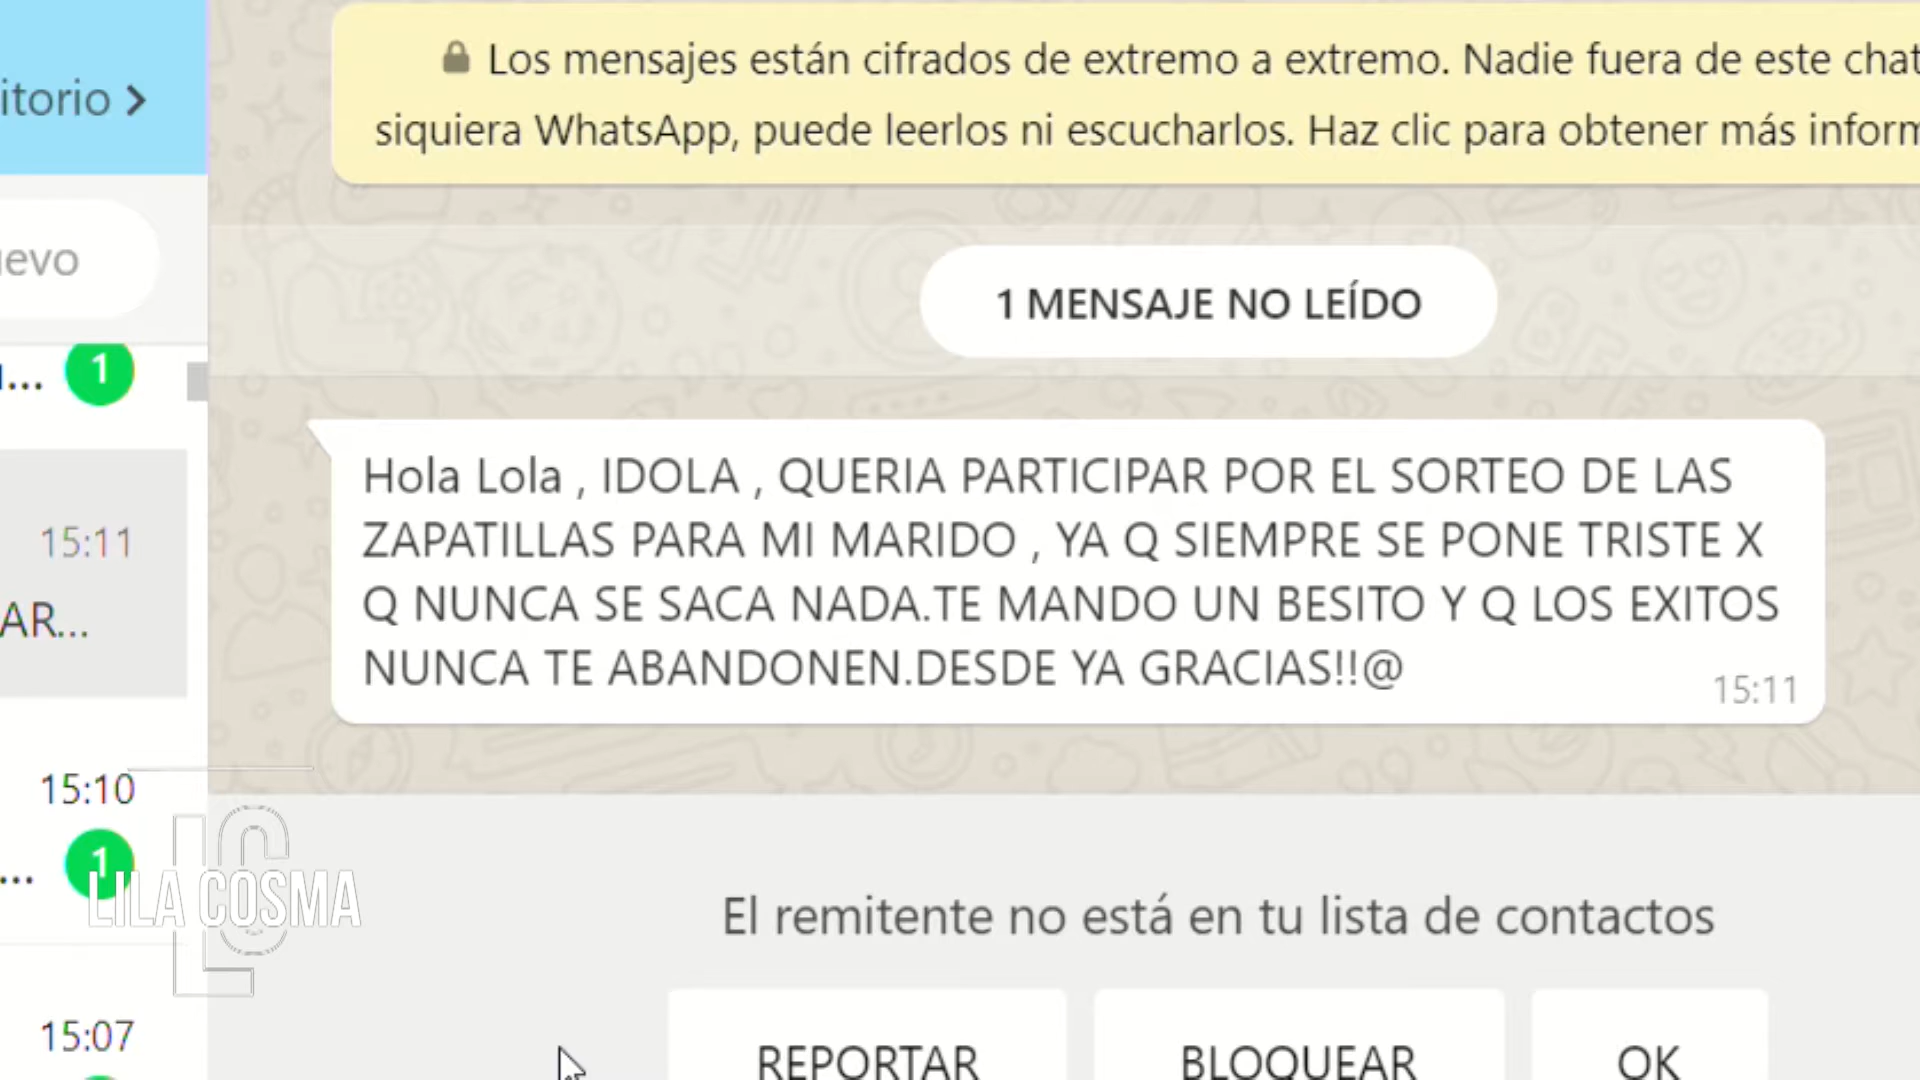 Los mensajes están cifrados de extremo a extremo. Nadie fuera de este chat
siquiera WhatsApp, puede leerlos ni escucharlos. Haz clic para obtener más inform
itorio >
evo
1 MENSAJE NO LEÍDO
... 1
Hola Lola , IDOLA , QUERIA PARTICIPAR POR EL SORTEO DE LAS
ZAPATILLAS PARA MI MARIDO , YA Q SIEMPRE SE PONE TRISTE X
Q NUNCA SE SACA NADA.TE MANDO UN BESITO Y Q LOS EXITOS
NUNCA TE ABANDONEN.DESDE YA GRACIAS!!@
15:11
15:11
AR...
15:10
... 1
LC
LILA COSMA
15:07
El remitente no está en tu lista de contactos
REPORTAR
BLOQUEAR
OK